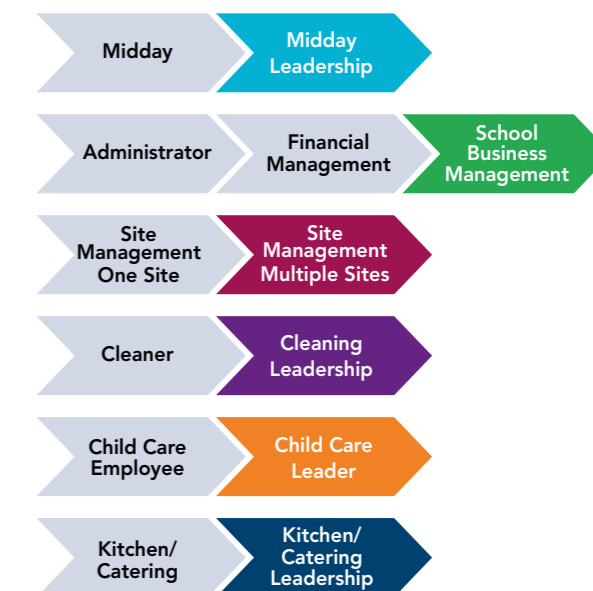 Midday
Midday
Leadership
Administrator
Financial
Management
School
Business
Management
Site
Management
One Site
Site
Management
Multiple Sites
Cleaner
Cleaning
Leadership
Child Care
Employee
Child Care
Leader
Kitchen/
Catering
Kitchen/
Catering
Leadership